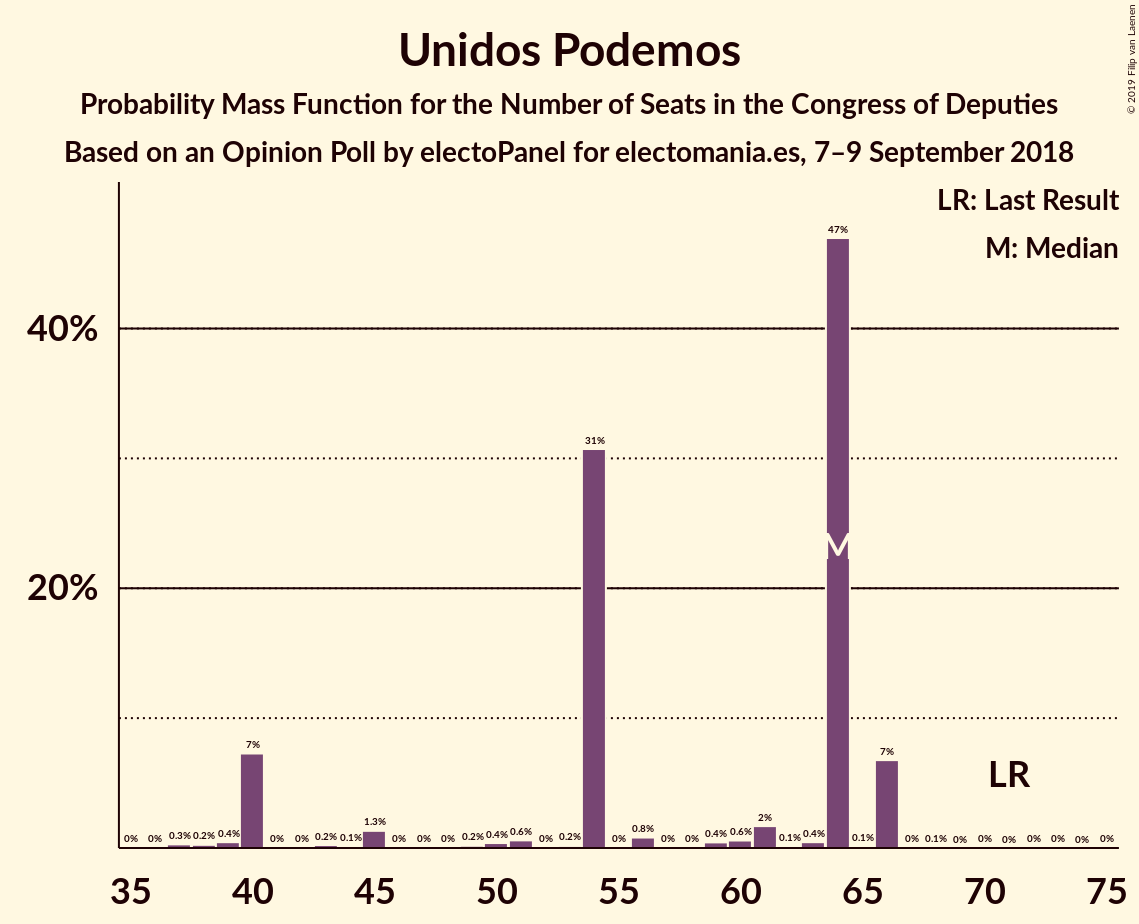 Unidos Podemos
Probability Mass Function for the Number of Seats in the Congress of Deputies
Based on an Opinion Poll by electoPanel for electomania.es, 7–9 September 2018
© 2019 Filip van Laenen
LR: Last Result
M: Median
40%
20%
0% 0% 0.3% 0.2% 0.4% 7% 0% 0% 0.2% 0.1% 1.3% 0% 0% 0% 0.2% 0.4% 0.6% 0% 0.2% 31% 0% 0.8% 0% 0% 0.4% 0.6% 2% 0.1% 0.4% 47% 0.1% 7% 0% 0.1% 0% 0% 0% 0% 0% 0% 0%
M
LR
35 40 45 50 55 60 65 70 75